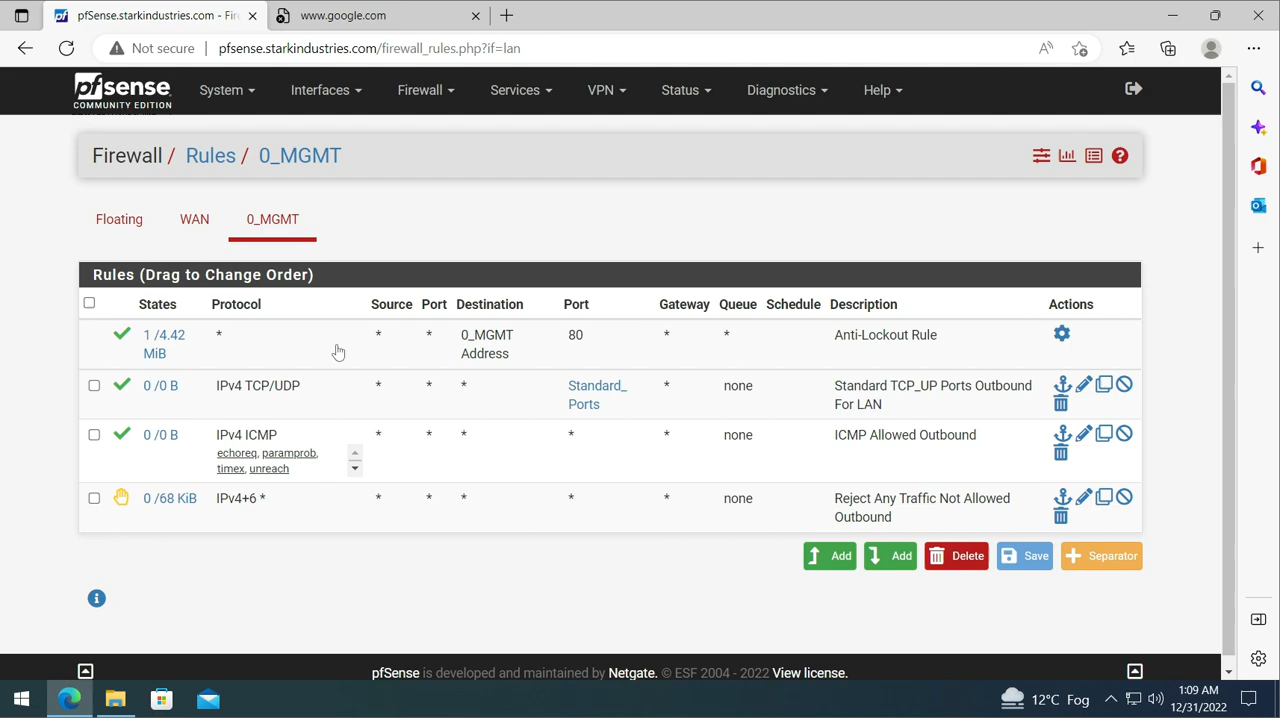 pfSense.starkindustries.com - Fire
www.google.com
Not secure
pfsense.starkindustries.com/firewall_rules.php?if=lan
pfsense
COMMUNITY EDITION
System
Interfaces
Firewall
Services
VPN
Status
Diagnostics
Help
Firewall / Rules / 0_MGMT
Floating
WAN
0_MGMT
Rules (Drag to Change Order)
States Protocol Source Port Destination Port Gateway Queue Schedule Description Actions
1 /4.42 * * * 0_MGMT 80 * * Anti-Lockout Rule
MiB Address
0 /0 B IPv4 TCP/UDP * * * Standard_ * none Standard TCP_UP Ports Outbound
Ports For LAN
0 /0 B IPv4 ICMP * * * * * none ICMP Allowed Outbound
echoreq, paramprob,
timex, unreach
0 /68 KiB IPv4+6 * * * * * * none Reject Any Traffic Not Allowed
Outbound
Add
Add
Delete
Save
Separator
pfSense is developed and maintained by Netgate. © ESF 2004 - 2022 View license.
12°C Fog
1:09 AM
12/31/2022